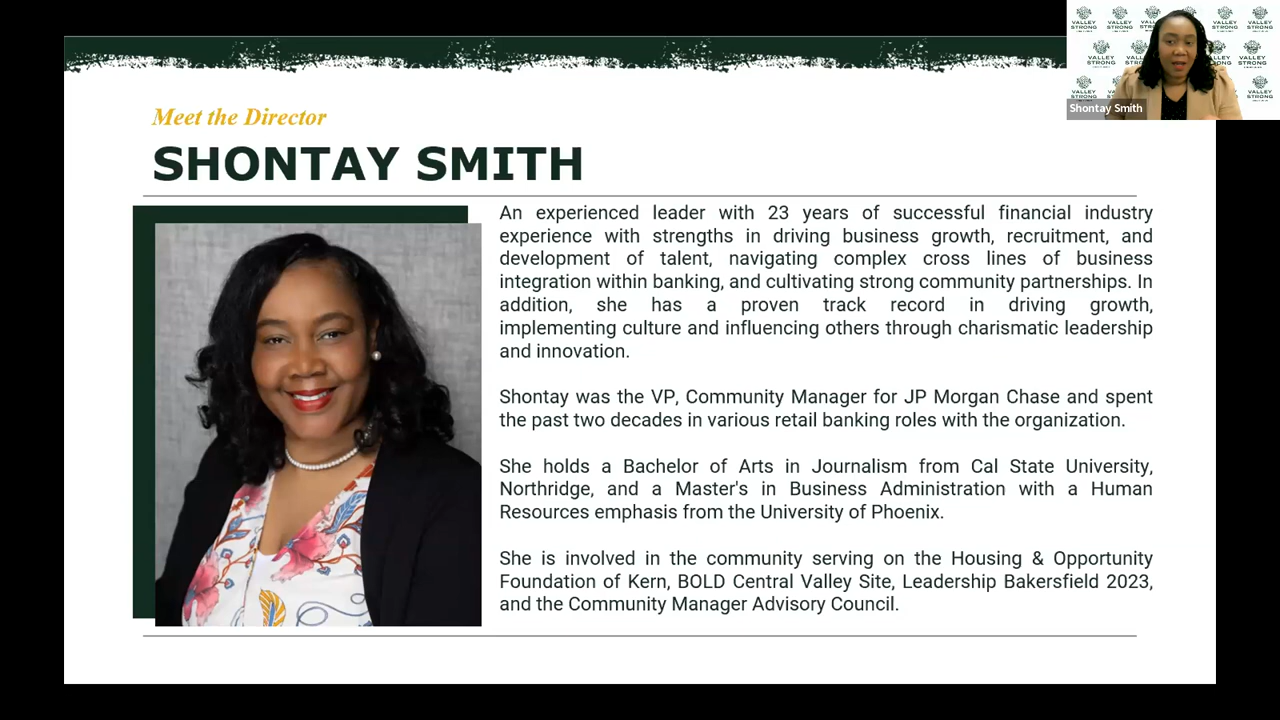 VALLEY STRONG
Shontay Smith
Meet the Director
SHONTAY SMITH
An experienced leader with 23 years of successful financial industry
experience with strengths in driving business growth, recruitment, and
development of talent, navigating complex cross lines of business
integration within banking, and cultivating strong community partnerships. In
addition, she has a proven track record in driving growth,
implementing culture and influencing others through charismatic leadership
and innovation.
Shontay was the VP, Community Manager for JP Morgan Chase and spent
the past two decades in various retail banking roles with the organization.
She holds a Bachelor of Arts in Journalism from Cal State University,
Northridge, and a Master's in Business Administration with a Human
Resources emphasis from the University of Phoenix.
She is involved in the community serving on the Housing & Opportunity
Foundation of Kern, BOLD Central Valley Site, Leadership Bakersfield 2023,
and the Community Manager Advisory Council.